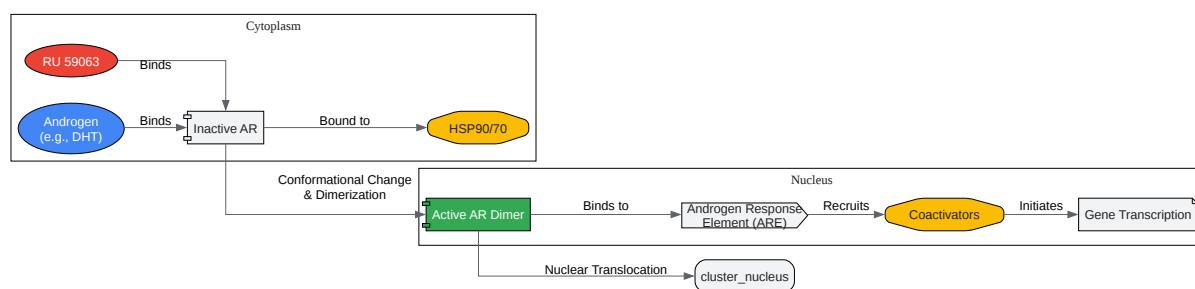 Cytoplasm
RU 59063
Binds
Androgen
(e.g., DHT)
Binds
Inactive AR
Bound to
HSP90/70
Conformational Change
& Dimerization
Nucleus
Active AR Dimer
Binds to
Androgen Response
Element (ARE)
Recruits
Coactivators
Initiates
Gene Transcription
Nuclear Translocation
cluster_nucleus